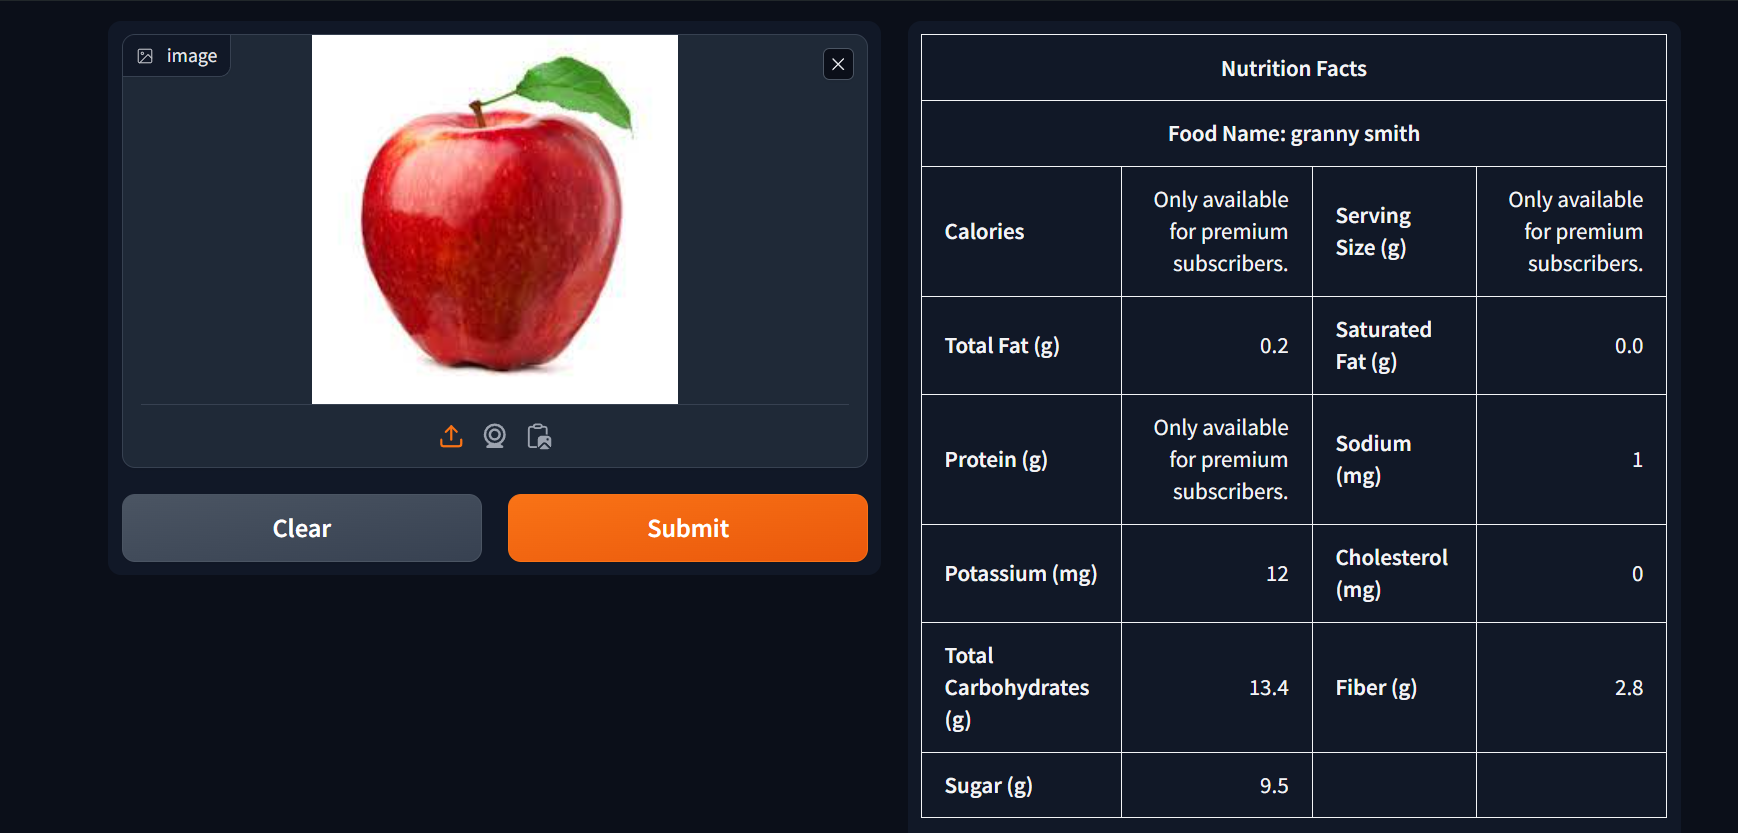 image
Nutrition Facts
Food Name: granny smith
Calories
Only available
for premium
subscribers.
Serving
Size (g)
Only available
for premium
subscribers.
Total Fat (g)
0.2
Saturated
Fat (g)
0.0
Protein (g)
Only available
for premium
subscribers.
Sodium
(mg)
1
Potassium (mg)
12
Cholesterol
(mg)
0
Total
Carbohydrates
(g)
13.4
Fiber (g)
2.8
Sugar (g)
9.5
Clear
Submit